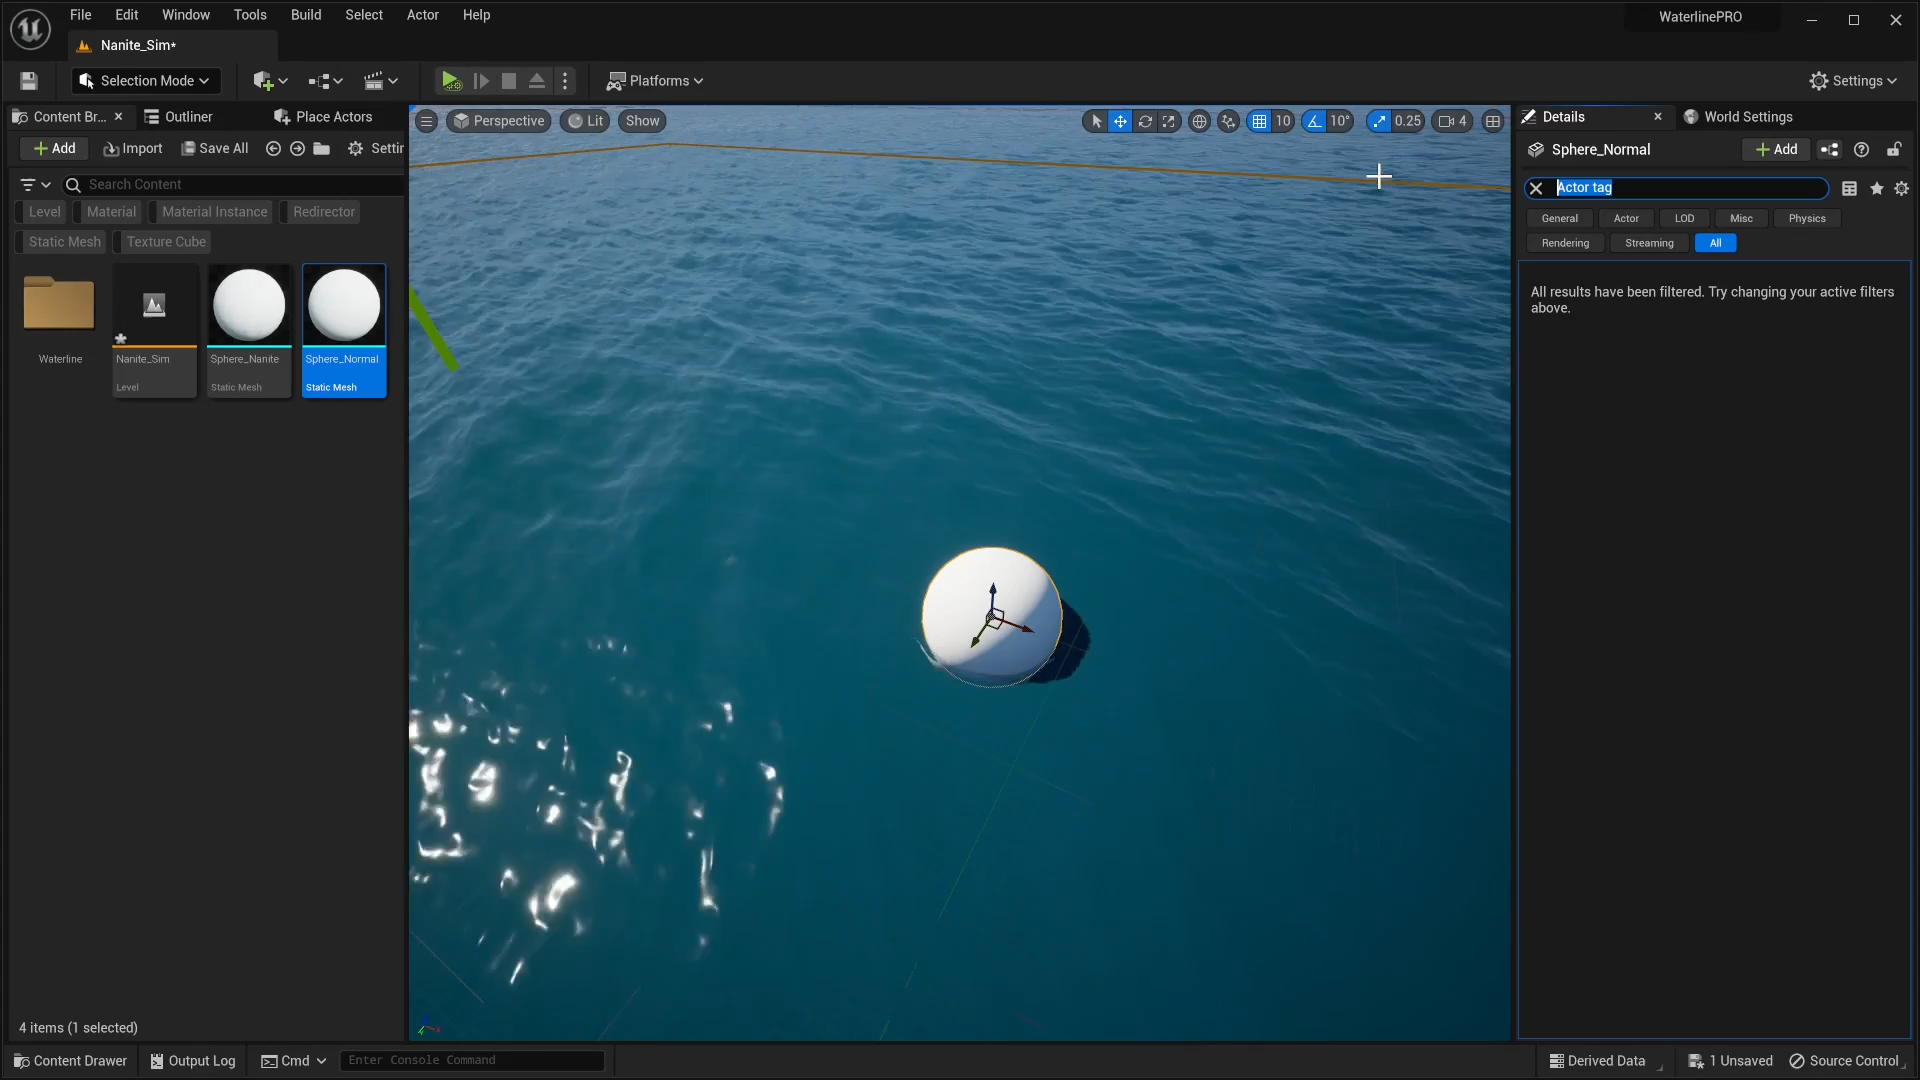 File Edit Window Tools Build Select Actor Help
WaterlinePRO
Nanite_Sim*
Selection Mode
Platforms
Settings
Content Br...
Outliner
Place Actors
Add
Import
Save All
Settin
Search Content
Level
Material
Material Instance
Redirector
Static Mesh
Texture Cube
Waterline
Nanite_Sim
Level
Sphere_Nanite
Static Mesh
Sphere_Normal
Static Mesh
4 items (1 selected)
Perspective
Lit
Show
10
10°
0.25
4
Details
World Settings
Sphere_Normal
Add
Actor tag
General Actor LOD Misc Physics
Rendering Streaming All
All results have been filtered. Try changing your active filters
above.
Content Drawer
Output Log
Cmd
Enter Console Command
Derived Data
1 Unsaved
Source Control